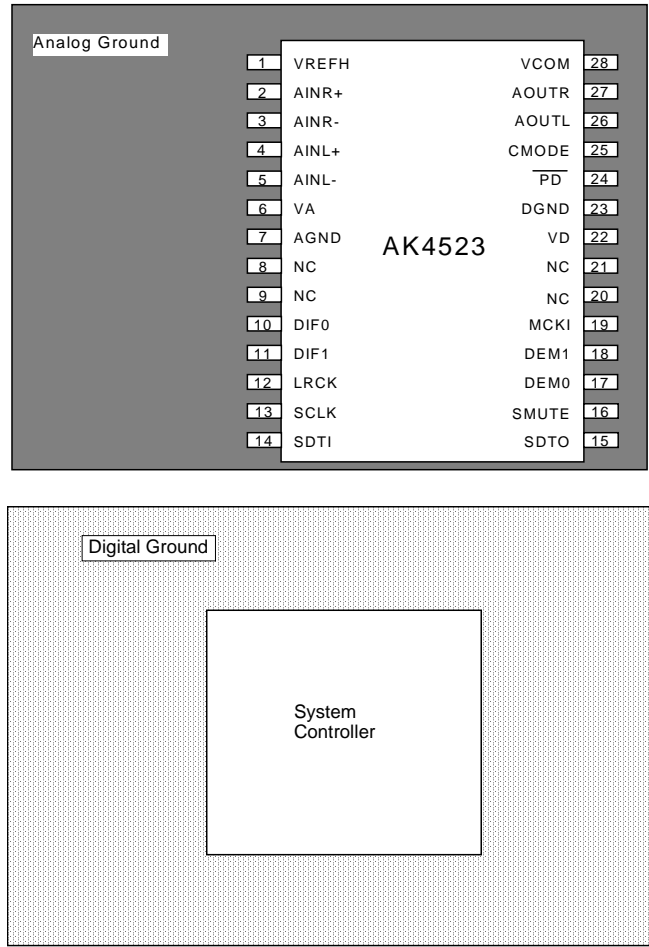 Analog Ground
1 VREFH VCOM 28
2 AINR+ AOUTR 27
3 AINR- AOUTL 26
4 AINL+ CMODE 25
5 AINL- PD 24
6 VA DGND 23
7 AGND VD 22
AK4523
8 NC NC 21
9 NC NC 20
10 DIF0 MCKI 19
11 DIF1 DEM1 18
12 LRCK DEM0 17
13 SCLK SMUTE 16
14 SDTI SDTO 15
Digital Ground
System
Controller